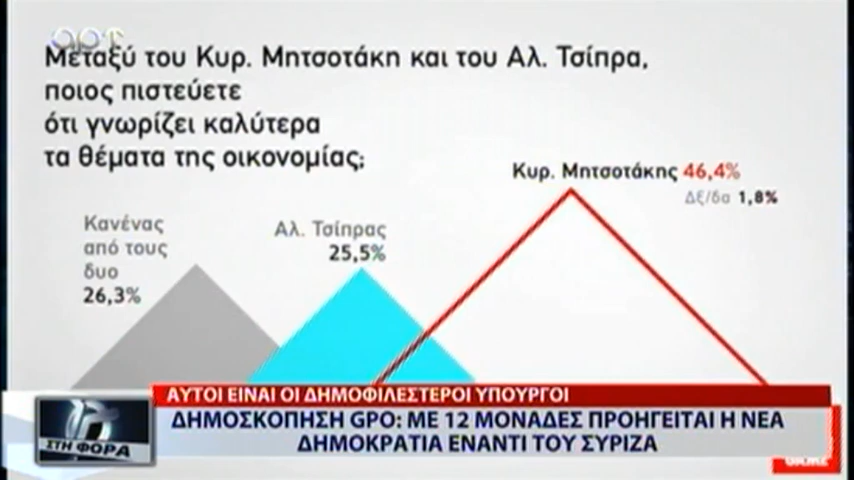 αρτ
Μεταξύ του Κυρ. Μητσοτάκη και του Αλ. Τσίπρα,
ποιος πιστεύετε
ότι γνωρίζει καλύτερα
τα θέματα της οικονομίας;
Κυρ. Μητσοτάκης 46,4%
Δξ/δα 1,8%
Κανένας
από τους
δυο
26,3%
Αλ. Τσίπρας
25,5%
ΑΥΤΟΙ ΕΙΝΑΙ ΟΙ ΔΗΜΟΦΙΛΕΣΤΕΡΟΙ ΥΠΟΥΡΓΟΙ
ΔΗΜΟΣΚΟΠΗΣΗ GPO: ΜΕ 12 ΜΟΝΑΔΕΣ ΠΡΟΗΓΕΙΤΑΙ Η ΝΕΑ
ΔΗΜΟΚΡΑΤΙΑ ΕΝΑΝΤΙ ΤΟΥ ΣΥΡΙΖΑ
ΣΤΗ ΦΟΡΑ